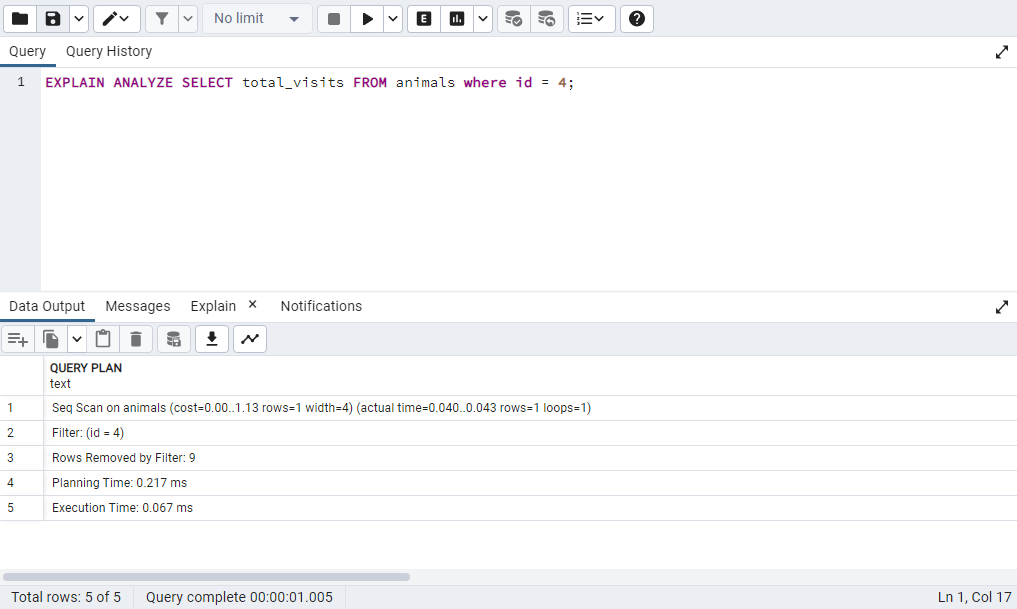 No limit
E
Query Query History
1 EXPLAIN ANALYZE SELECT total_visits FROM animals where id = 4;
Data Output Messages Explain × Notifications
QUERY PLAN
text
1 Seq Scan on animals (cost=0.00..1.13 rows=1 width=4) (actual time=0.040..0.043 rows=1 loops=1)
2 Filter: (id = 4)
3 Rows Removed by Filter: 9
4 Planning Time: 0.217 ms
5 Execution Time: 0.067 ms
Total rows: 5 of 5 Query complete 00:00:01.005 Ln 1, Col 17